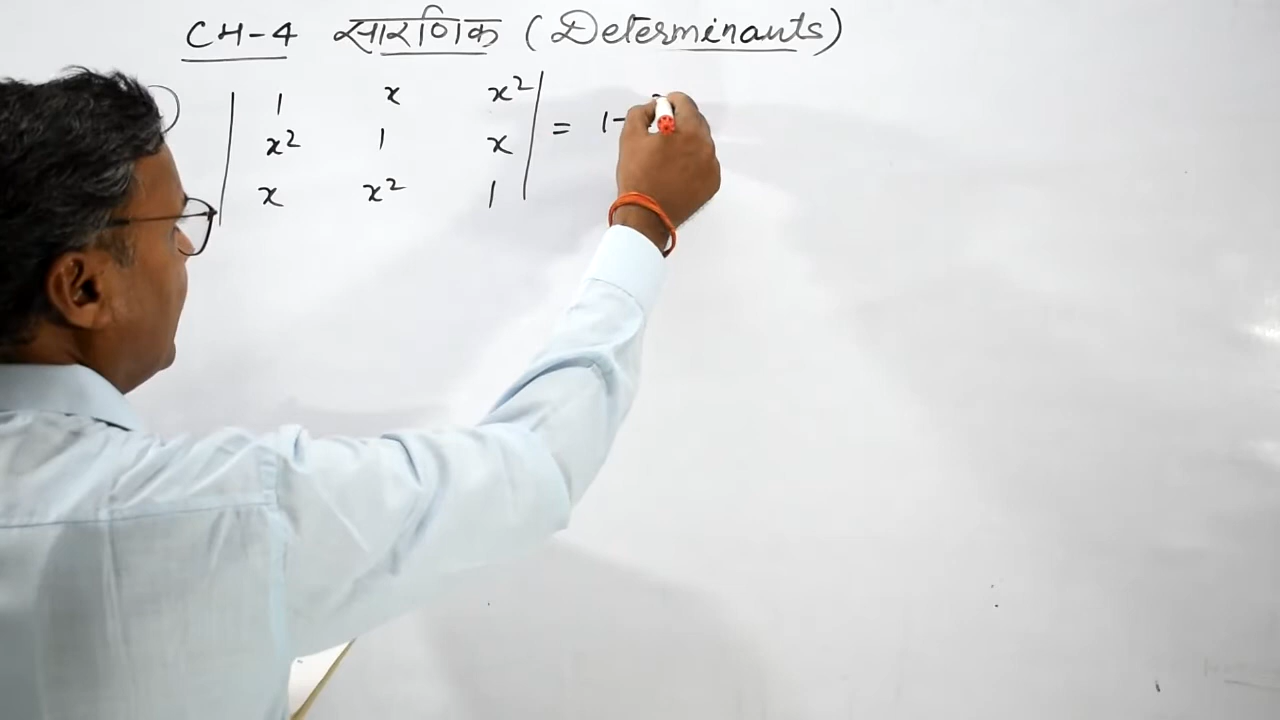 CH-4 सारणिक (Determinants)
1 x x²
x² 1 x = 1-
x x² 1